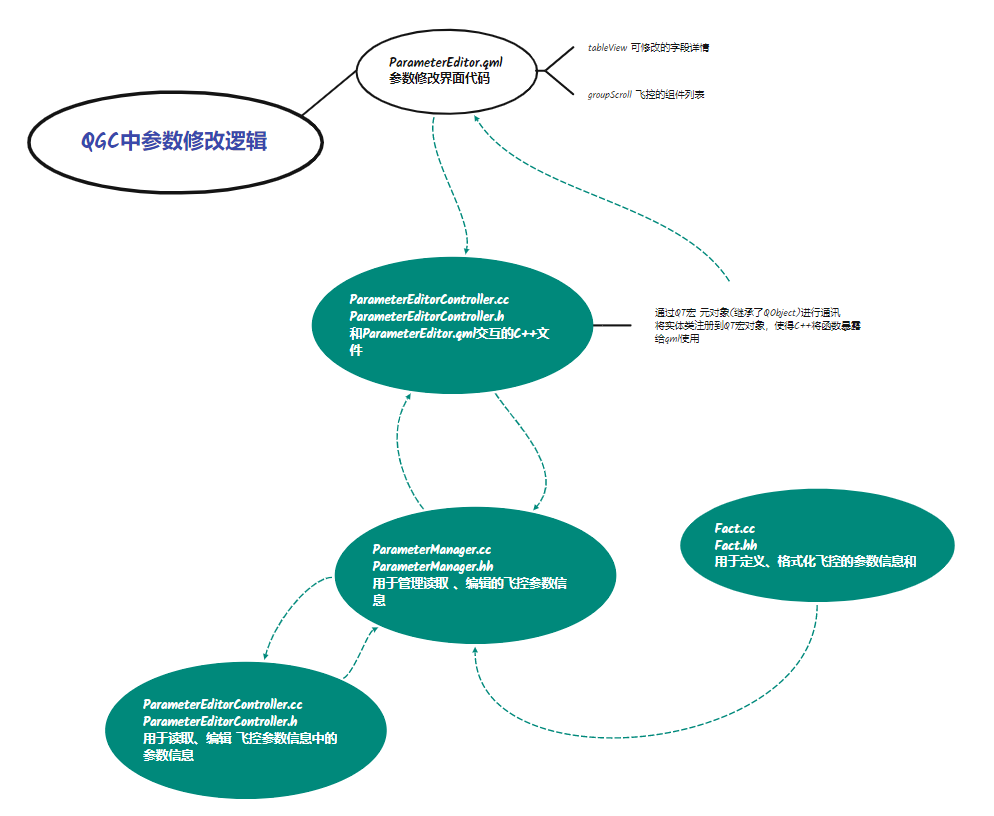 ParameterEditor.qml
参数修改界面代码
tableView 可修改的字段详情
groupScroll 飞控的组件列表
QGC中参数修改逻辑
ParameterEditorController.cc
ParameterEditorController.h
和ParameterEditor.qml交互的C++文
件
通过QT宏 元对象(继承了QObject)进行通讯
将实体类注册到QT宏对象，使得C++将函数暴露
给qml使用
Fact.cc
Fact.hh
用于定义、格式化飞控的参数信息和
ParameterManager.cc
ParameterManager.hh
用于管理读取 、编辑的飞控参数信
息
ParameterEditorController.cc
ParameterEditorController.h
用于读取、编辑 飞控参数信息中的
参数信息